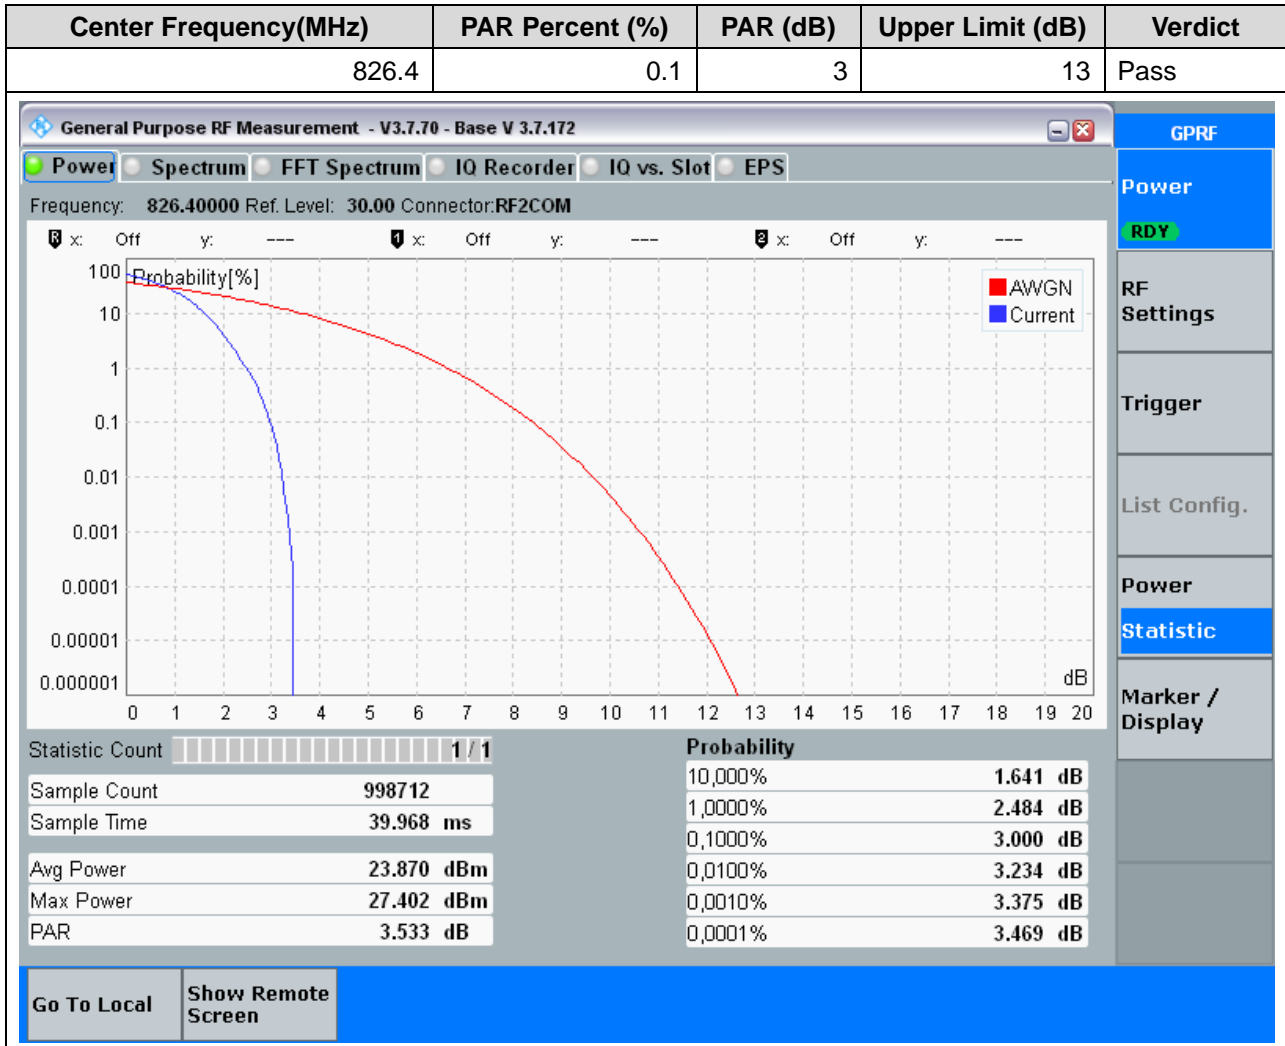 Center Frequency(MHz) PAR Percent (%) PAR (dB) Upper Limit (dB) Verdict
826.4 0.1 3 13 Pass
General Purpose RF Measurement - V3.7.70 - Base V 3.7.172
GPRF
Power Spectrum FFT Spectrum IQ Recorder IQ vs. Slot EPS
Frequency: 826.40000 Ref. Level: 30.00 Connector:RF2COM
R x: Off y: --- 1 x: Off y: --- 2 x: Off y: ---
Probability[%]
100
10
1
0.1
0.01
0.001
0.0001
0.00001
0.000001
AWGN
Current
dB
0 1 2 3 4 5 6 7 8 9 10 11 12 13 14 15 16 17 18 19 20
Statistic Count 1 / 1
Sample Count 998712
Sample Time 39.968 ms
Avg Power 23.870 dBm
Max Power 27.402 dBm
PAR 3.533 dB
Probability
10,000% 1.641 dB
1,0000% 2.484 dB
0,1000% 3.000 dB
0,0100% 3.234 dB
0,0010% 3.375 dB
0,0001% 3.469 dB
Power
RDY
RF
Settings
Trigger
List Config.
Power
Statistic
Marker /
Display
Go To Local
Show Remote
Screen